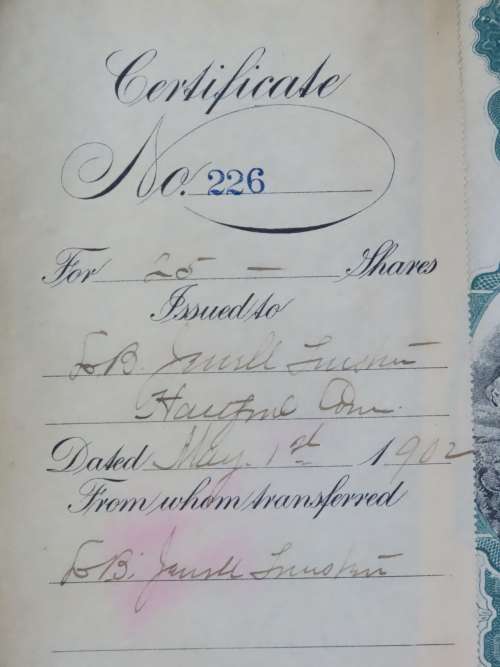 Certificate
No. 226
For 25 — Shares
Issued to
B. Jewell Trustee
Hartford Conn.
Dated May 1st 1902
From whom transferred
B. Jewell Trustee